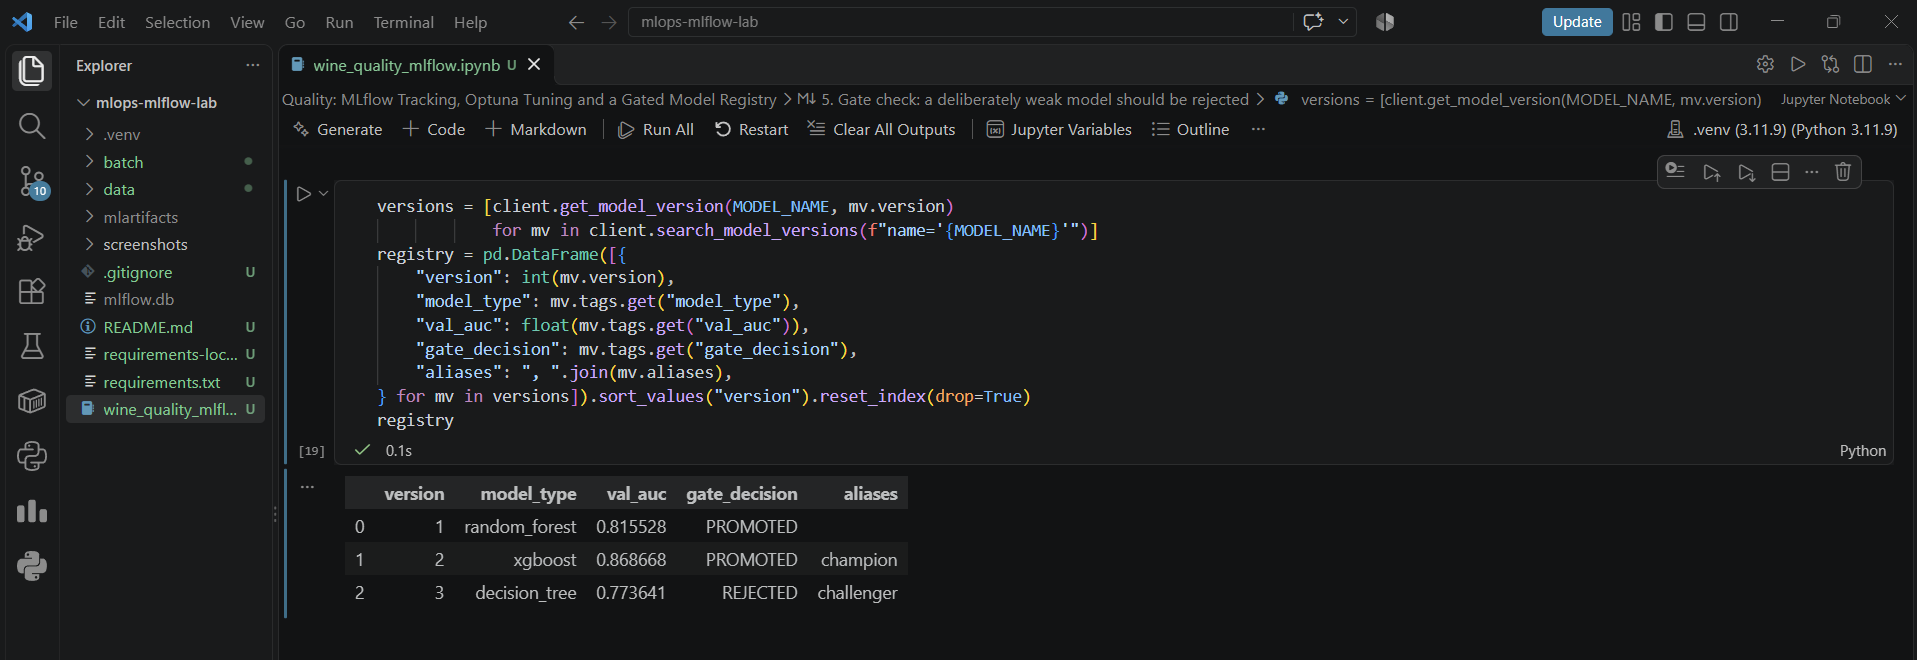 File Edit Selection View Go Run Terminal Help
mlops-mlflow-lab
Update
Explorer
mlops-mlflow-lab
.venv
batch
data
mlartifacts
screenshots
.gitignore U
mlflow.db
README.md U
requirements-loc... U
requirements.txt U
wine_quality_mlfl... U
10
wine_quality_mlflow.ipynb U
Quality: MLflow Tracking, Optuna Tuning and a Gated Model Registry > M↓ 5. Gate check: a deliberately weak model should be rejected > versions = [client.get_model_version(MODEL_NAME, mv.version) Jupyter Notebook
Generate + Code + Markdown Run All Restart Clear All Outputs Jupyter Variables Outline ... .venv (3.11.9) (Python 3.11.9)
versions = [client.get_model_version(MODEL_NAME, mv.version)
for mv in client.search_model_versions(f"name='{MODEL_NAME}'")]
registry = pd.DataFrame([{
"version": int(mv.version),
"model_type": mv.tags.get("model_type"),
"val_auc": float(mv.tags.get("val_auc")),
"gate_decision": mv.tags.get("gate_decision"),
"aliases": ", ".join(mv.aliases),
} for mv in versions]).sort_values("version").reset_index(drop=True)
registry
[19] 0.1s Python
version model_type val_auc gate_decision aliases
0 1 random_forest 0.815528 PROMOTED
1 2 xgboost 0.868668 PROMOTED champion
2 3 decision_tree 0.773641 REJECTED challenger